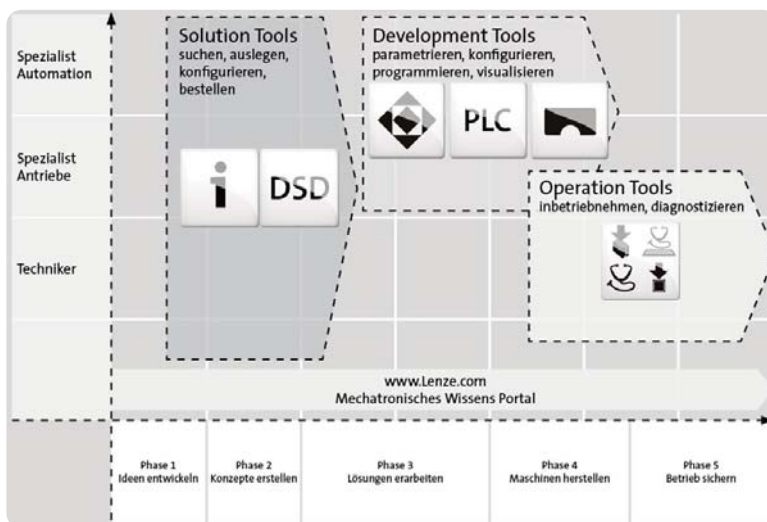 Spezialist
Automation
Spezialist
Antriebe
Techniker
Solution Tools
suchen, auslegen,
konfigurieren,
bestellen
DSD
Development Tools
parametrieren, konfigurieren,
programmieren, visualisieren
PLC
Operation Tools
inbetriebnehmen, diagnostizieren
www.Lenze.com
Mechatronisches Wissens Portal
Phase 1
Ideen entwickeln
Phase 2
Konzepte erstellen
Phase 3
Lösungen erarbeiten
Phase 4
Maschinen herstellen
Phase 5
Betrieb sichern